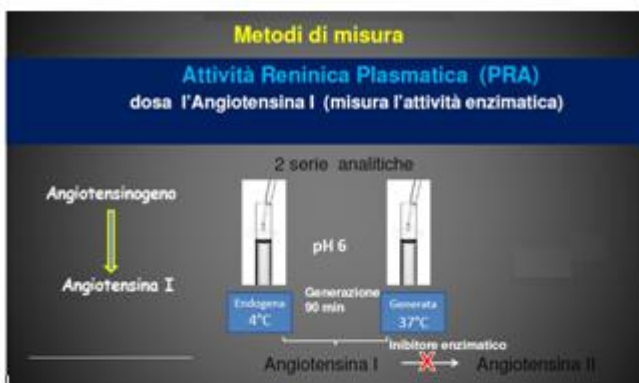 Metodi di misura
Attività Reninica Plasmatica (PRA)
dosa l'Angiotensina I (misura l'attività enzimatica)
2 serie analitiche
Angiotensinogeno
pH 6
Angiotensina I
Endogena
4°C
Generazione
90 min
Generata
37°C
Inibitore enzimatico
Angiotensina I
Angiotensina II